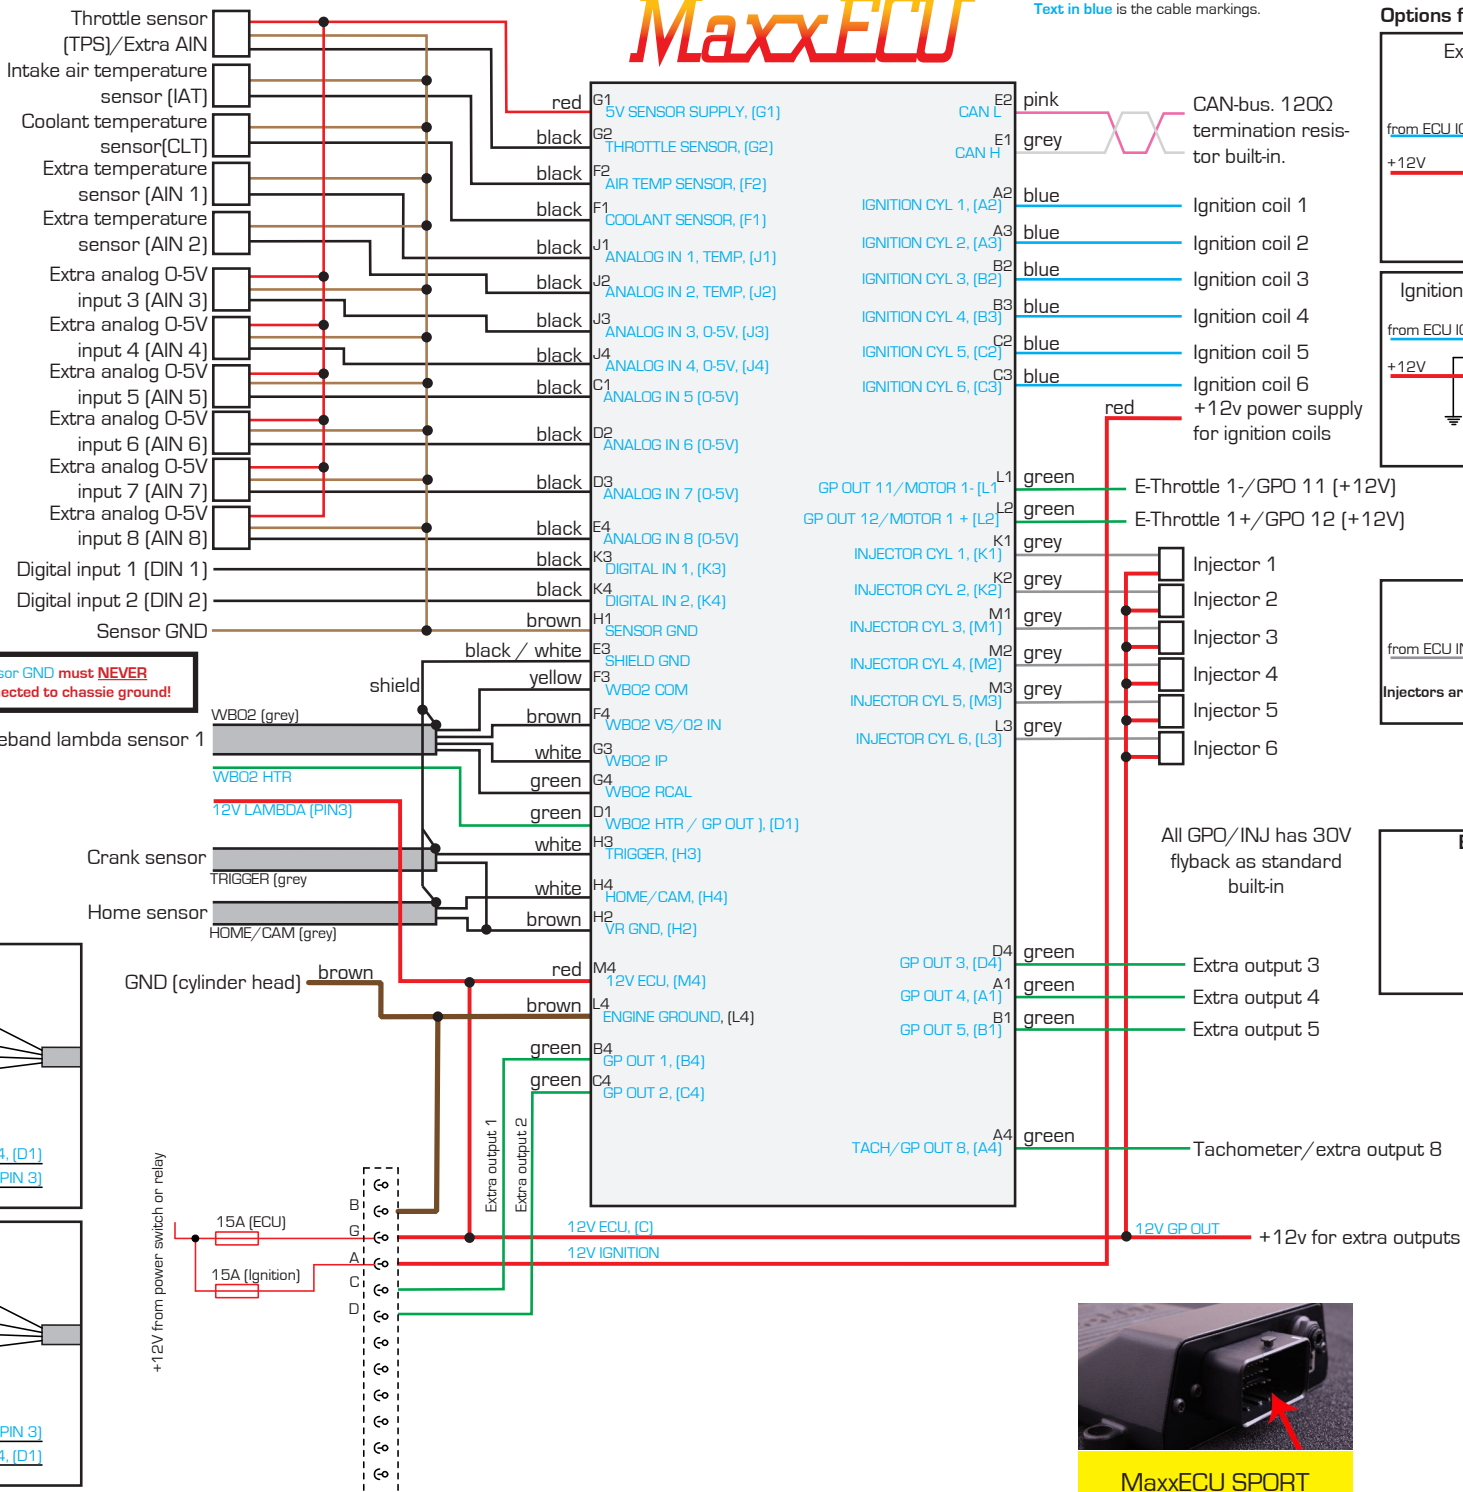 MaxxECU
Text in blue is the cable markings.
Options f
Throttle sensor
(TPS)/Extra AIN
Intake air temperature
sensor (IAT)
Coolant temperature
sensor(CLT)
Extra temperature
sensor (AIN 1)
Extra temperature
sensor (AIN 2)
Extra analog 0-5V
input 3 (AIN 3)
Extra analog 0-5V
input 4 (AIN 4)
Extra analog 0-5V
input 5 (AIN 5)
Extra analog 0-5V
input 6 (AIN 6)
Extra analog 0-5V
input 7 (AIN 7)
Extra analog 0-5V
input 8 (AIN 8)
Digital input 1 (DIN 1)
Digital input 2 (DIN 2)
Sensor GND
sor GND must NEVER
ected to chassie ground!
shield
WBO2 (grey)
eband lambda sensor 1
WBO2 HTR
12V LAMBDA (PIN3)
Crank sensor
TRIGGER (grey
Home sensor
HOME/CAM (grey)
GND (cylinder head)
brown
red G1
5V SENSOR SUPPLY, (G1)
black G2
THROTTLE SENSOR, (G2)
black F2
AIR TEMP SENSOR, (F2)
black F1
COOLANT SENSOR, (F1)
black J1
ANALOG IN 1, TEMP, (J1)
black J2
ANALOG IN 2, TEMP, (J2)
black J3
ANALOG IN 3, 0-5V, (J3)
black J4
ANALOG IN 4, 0-5V, (J4)
black C1
ANALOG IN 5 (0-5V)
black D2
ANALOG IN 6 (0-5V)
black D3
ANALOG IN 7 (0-5V)
black E4
ANALOG IN 8 (0-5V)
black K3
DIGITAL IN 1, (K3)
black K4
DIGITAL IN 2, (K4)
brown H1
SENSOR GND
black / white E3
SHIELD GND
yellow F3
WBO2 COM
brown F4
WBO2 VS/O2 IN
white G3
WBO2 IP
green G4
WBO2 RCAL
green D1
WBO2 HTR / GP OUT ), (D1)
white H3
TRIGGER, (H3)
white H4
HOME/CAM, (H4)
brown H2
VR GND, (H2)
red M4
12V ECU, (M4)
brown L4
ENGINE GROUND, (L4)
green B4
GP OUT 1, (B4)
green C4
GP OUT 2, (C4)
E2 pink
CAN L
E1 grey
CAN H
CAN-bus. 120Ω
termination resis-
tor built-in.
A2 blue
IGNITION CYL 1, (A2)
Ignition coil 1
A3 blue
IGNITION CYL 2, (A3)
Ignition coil 2
B2 blue
IGNITION CYL 3, (B2)
Ignition coil 3
B3 blue
IGNITION CYL 4, (B3)
Ignition coil 4
C2 blue
IGNITION CYL 5, (C2)
Ignition coil 5
C3 blue
IGNITION CYL 6, (C3)
Ignition coil 6
red
+12v power supply
for ignition coils
L1 green
GP OUT 11/MOTOR 1- (L1
E-Throttle 1-/GPO 11 (+12V)
L2 green
GP OUT 12/MOTOR 1 + (L2)
E-Throttle 1+/GPO 12 (+12V)
K1 grey
INJECTOR CYL 1, (K1)
Injector 1
K2 grey
INJECTOR CYL 2, (K2)
Injector 2
M1 grey
INJECTOR CYL 3, (M1)
Injector 3
M2 grey
INJECTOR CYL 4, (M2)
Injector 4
M3 grey
INJECTOR CYL 5, (M3)
Injector 5
L3 grey
INJECTOR CYL 6, (L3)
Injector 6
All GPO/INJ has 30V
flyback as standard
built-in
D4 green
GP OUT 3, (D4)
Extra output 3
A1 green
GP OUT 4, (A1)
Extra output 4
B1 green
GP OUT 5, (B1)
Extra output 5
A4 green
TACH/GP OUT 8, (A4)
Tachometer/extra output 8
Ex
from ECU IG
+12V
Ignition
from ECU IG
+12V
from ECU IN
Injectors ar
E
4, (D1)
PIN 3)
PIN 3)
4, (D1)
+12V from power switch or relay
15A (ECU)
15A (Ignition)
B
G
A
C
D
Extra output 1
Extra output 2
12V ECU, (C)
12V IGNITION
12V GP OUT
+12v for extra outputs
MaxxECU SPORT